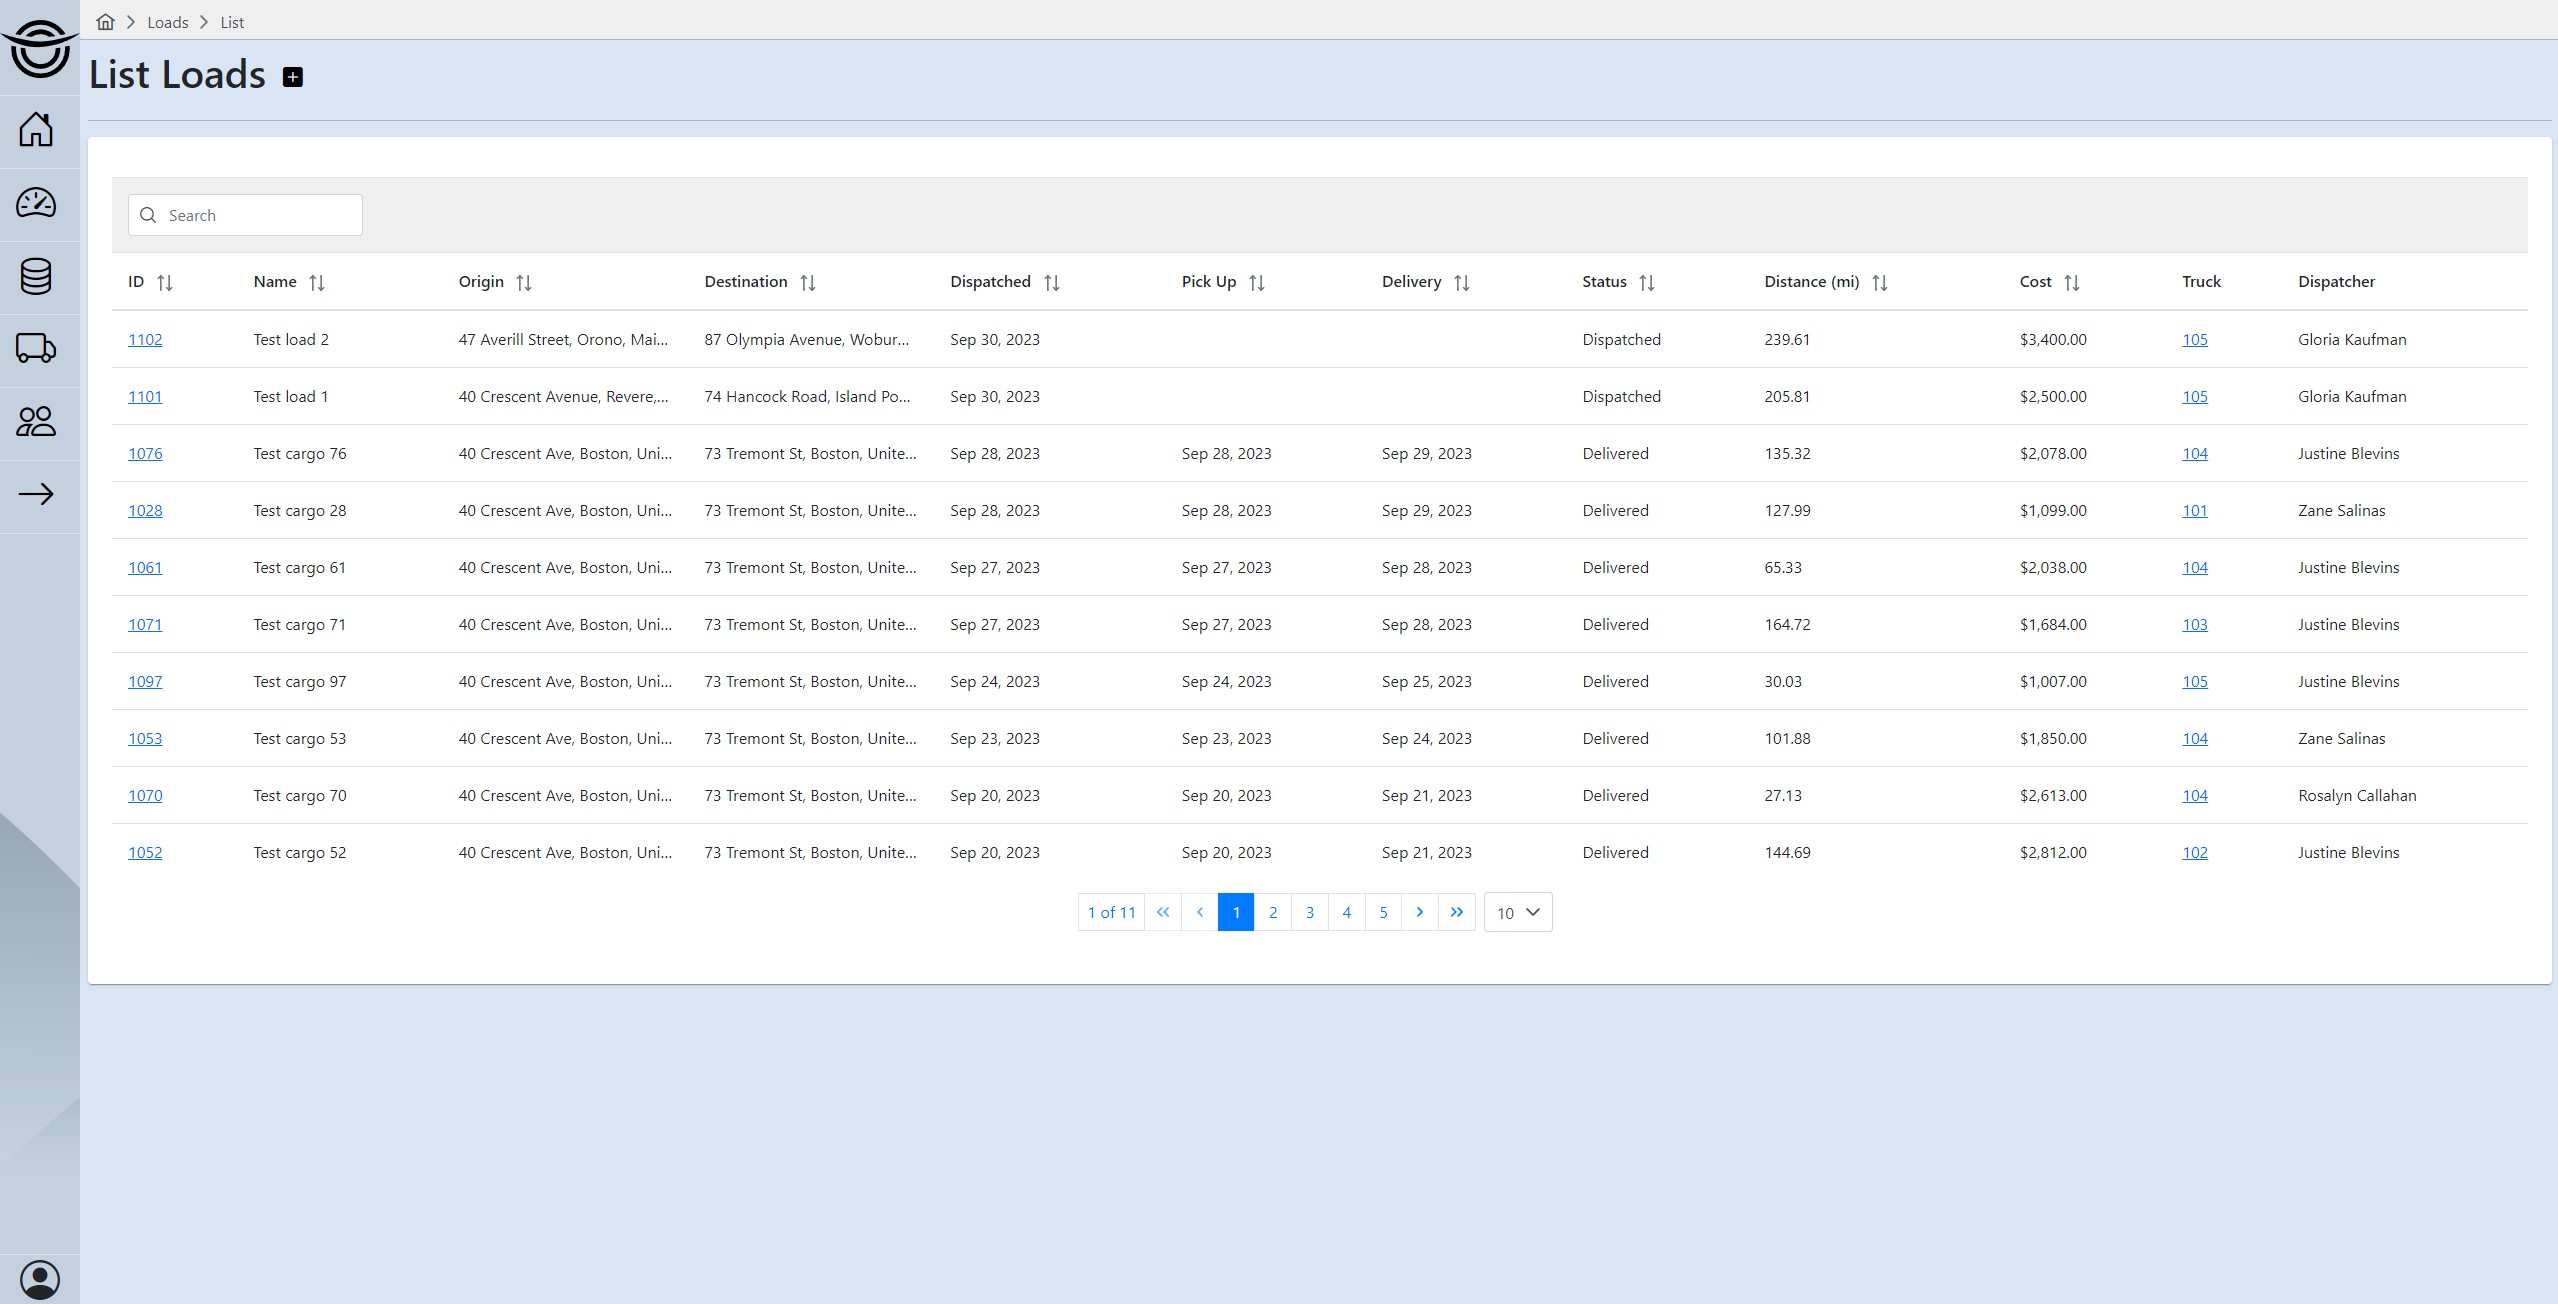 Loads List
List Loads
Search
ID Name Origin Destination Dispatched Pick Up Delivery Status Distance (mi) Cost Truck Dispatcher
1102 Test load 2 47 Averill Street, Orono, Mai... 87 Olympia Avenue, Wobur... Sep 30, 2023 Dispatched 239.61 $3,400.00 105 Gloria Kaufman
1101 Test load 1 40 Crescent Avenue, Revere,... 74 Hancock Road, Island Po... Sep 30, 2023 Dispatched 205.81 $2,500.00 105 Gloria Kaufman
1076 Test cargo 76 40 Crescent Ave, Boston, Uni... 73 Tremont St, Boston, Unite... Sep 28, 2023 Sep 28, 2023 Sep 29, 2023 Delivered 135.32 $2,078.00 104 Justine Blevins
1028 Test cargo 28 40 Crescent Ave, Boston, Uni... 73 Tremont St, Boston, Unite... Sep 28, 2023 Sep 28, 2023 Sep 29, 2023 Delivered 127.99 $1,099.00 101 Zane Salinas
1061 Test cargo 61 40 Crescent Ave, Boston, Uni... 73 Tremont St, Boston, Unite... Sep 27, 2023 Sep 27, 2023 Sep 28, 2023 Delivered 65.33 $2,038.00 104 Justine Blevins
1071 Test cargo 71 40 Crescent Ave, Boston, Uni... 73 Tremont St, Boston, Unite... Sep 27, 2023 Sep 27, 2023 Sep 28, 2023 Delivered 164.72 $1,684.00 103 Justine Blevins
1097 Test cargo 97 40 Crescent Ave, Boston, Uni... 73 Tremont St, Boston, Unite... Sep 24, 2023 Sep 24, 2023 Sep 25, 2023 Delivered 30.03 $1,007.00 105 Justine Blevins
1053 Test cargo 53 40 Crescent Ave, Boston, Uni... 73 Tremont St, Boston, Unite... Sep 23, 2023 Sep 23, 2023 Sep 24, 2023 Delivered 101.88 $1,850.00 104 Zane Salinas
1070 Test cargo 70 40 Crescent Ave, Boston, Uni... 73 Tremont St, Boston, Unite... Sep 20, 2023 Sep 20, 2023 Sep 21, 2023 Delivered 27.13 $2,613.00 104 Rosalyn Callahan
1052 Test cargo 52 40 Crescent Ave, Boston, Uni... 73 Tremont St, Boston, Unite... Sep 20, 2023 Sep 20, 2023 Sep 21, 2023 Delivered 144.69 $2,812.00 102 Justine Blevins
1 of 11 1 2 3 4 5 10